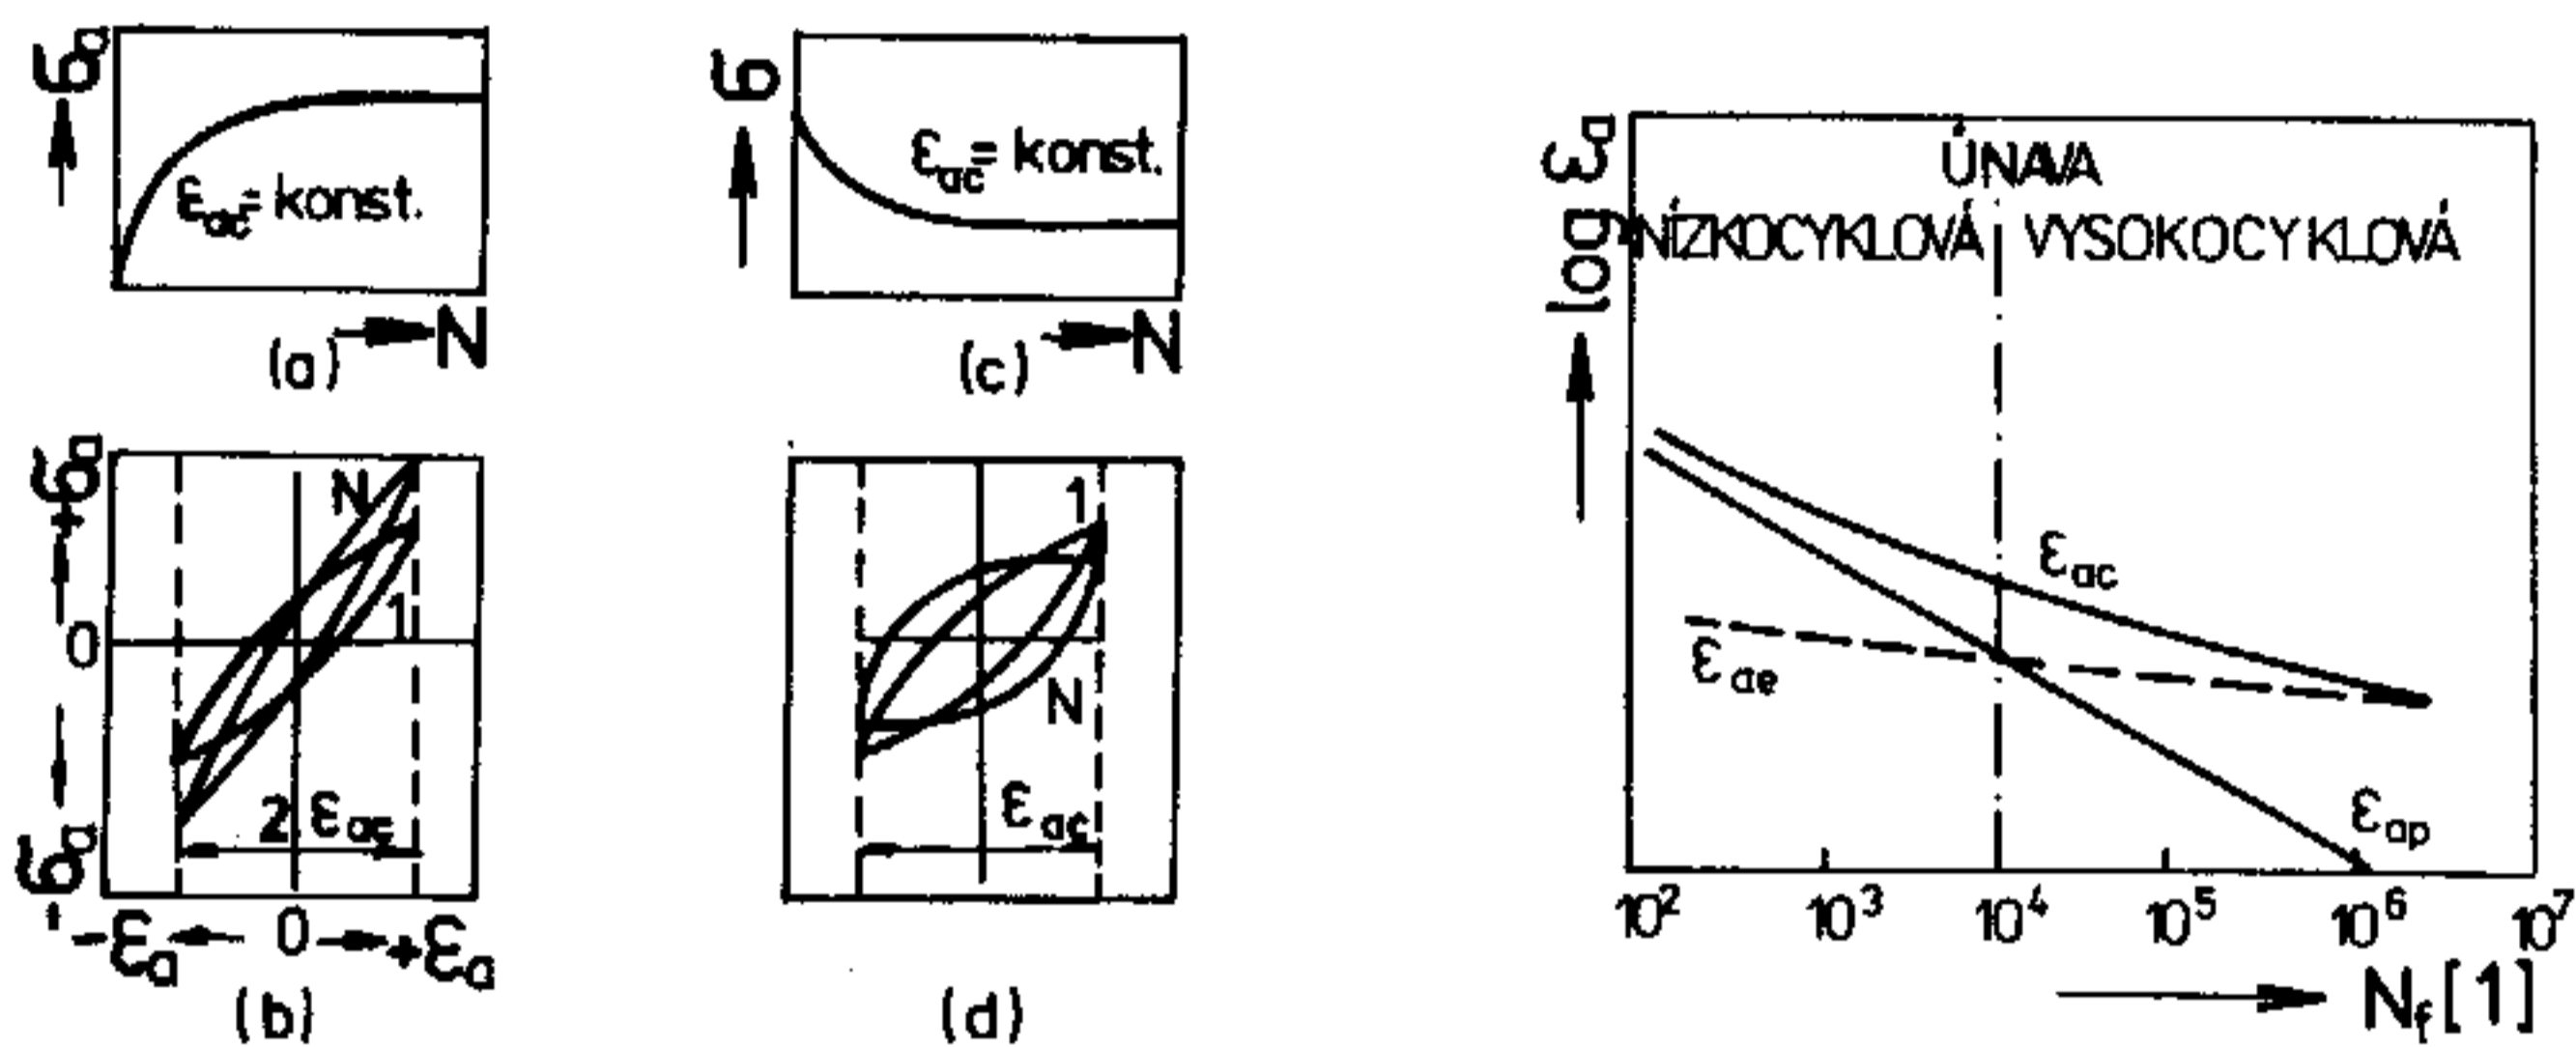 σa
εac = konst.
(a)
N
σ
εac = konst.
(c)
N
+σa
N
1
0
2 εac
-σa
-εa 0 +εa
(b)
1
N
εac
(d)
log εa
ÚNAVA
NÍZKOCYKLOVÁ VYSOKOCYKLOVÁ
εac
εae
εap
10² 10³ 10⁴ 10⁵ 10⁶ 10⁷
Nf [1]